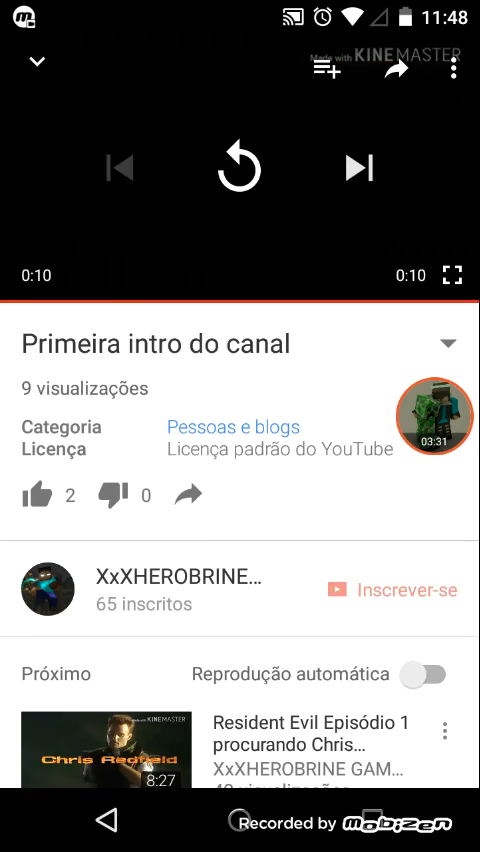 11:48
Made with KINEMASTER
0:10
0:10
Primeira intro do canal
9 visualizações
Categoria Pessoas e blogs
Licença Licença padrão do YouTube
03:31
2 0
XxXHEROBRINE...
65 inscritos
Inscrever-se
Próximo Reprodução automática
Made with KINEMASTER
Chris Redfield
8:27
Resident Evil Episódio 1
procurando Chris...
XxXHEROBRINE GAM...
Recorded by MOBIZEN